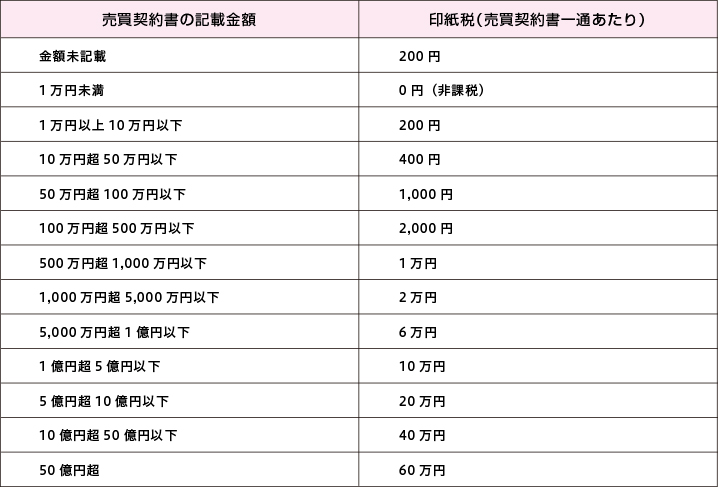 売買契約書の記載金額 印紙税(売買契約書一通あたり)
金額未記載 200 円
1 万円未満 0 円（非課税）
1 万円以上 10 万円以下 200 円
10 万円超 50 万円以下 400 円
50 万円超 100 万円以下 1,000 円
100 万円超 500 万円以下 2,000 円
500 万円超 1,000 万円以下 1 万円
1,000 万円超 5,000 万円以下 2 万円
5,000 万円超 1 億円以下 6 万円
1 億円超 5 億円以下 10 万円
5 億円超 10 億円以下 20 万円
10 億円超 50 億円以下 40 万円
50 億円超 60 万円